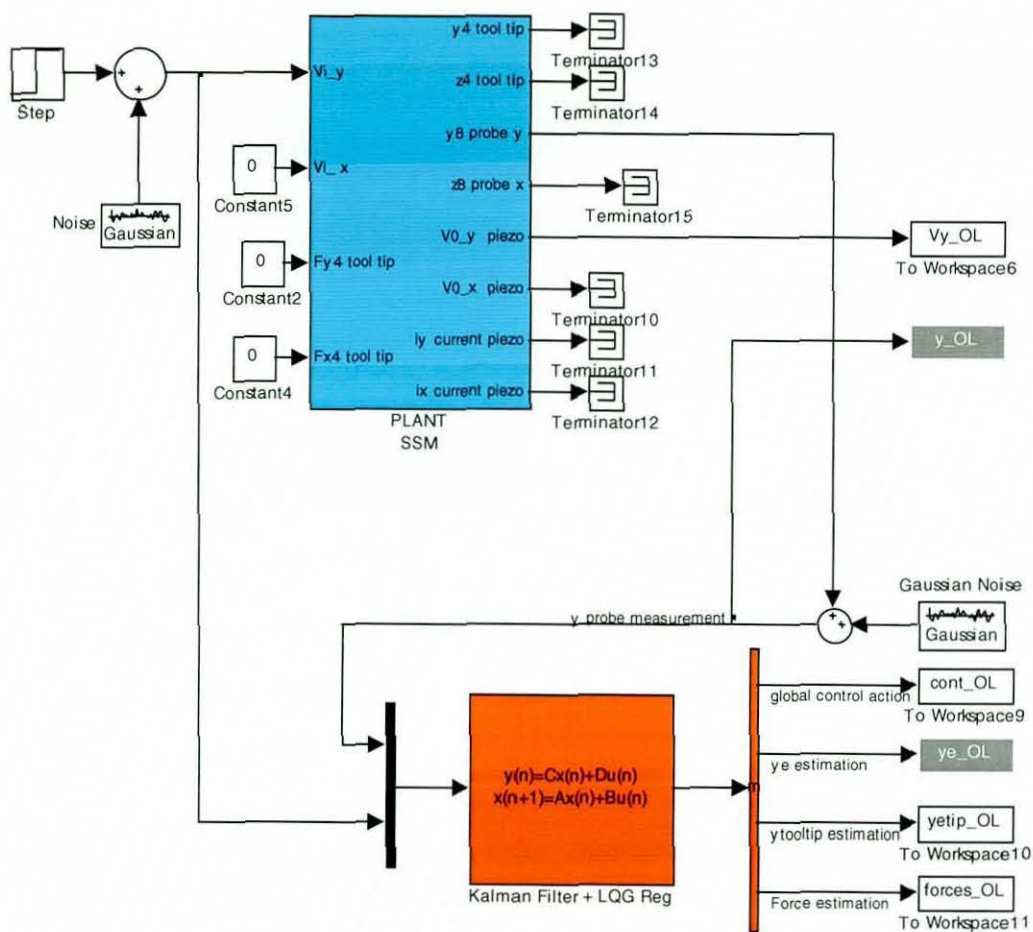 Step
+
+
Noise
Gaussian
0
Constant5
0
Constant2
0
Constant4
Vi_y
Vi_ x
Fy4 tool tip
Fx4 tool tip
y4 tool tip
z4 tool tip
y8 probe y
z8 probe x
V0_y piezo
V0_x piezo
iy current piezo
ix current piezo
PLANT
SSM
Terminator13
Terminator14
Terminator15
Terminator10
Terminator11
Terminator12
Vy_OL
To Workspace6
y_OL
Gaussian Noise
Gaussian
+
+
y probe measurement
y(n)=Cx(n)+Du(n)
x(n+1)=Ax(n)+Bu(n)
Kalman Filter + LQG Reg
m
global control action
cont_OL
To Workspace9
ye estimation
ye_OL
ytooltip estimation
yetip_OL
To Workspace10
Force estimation
forces_OL
To Workspace11